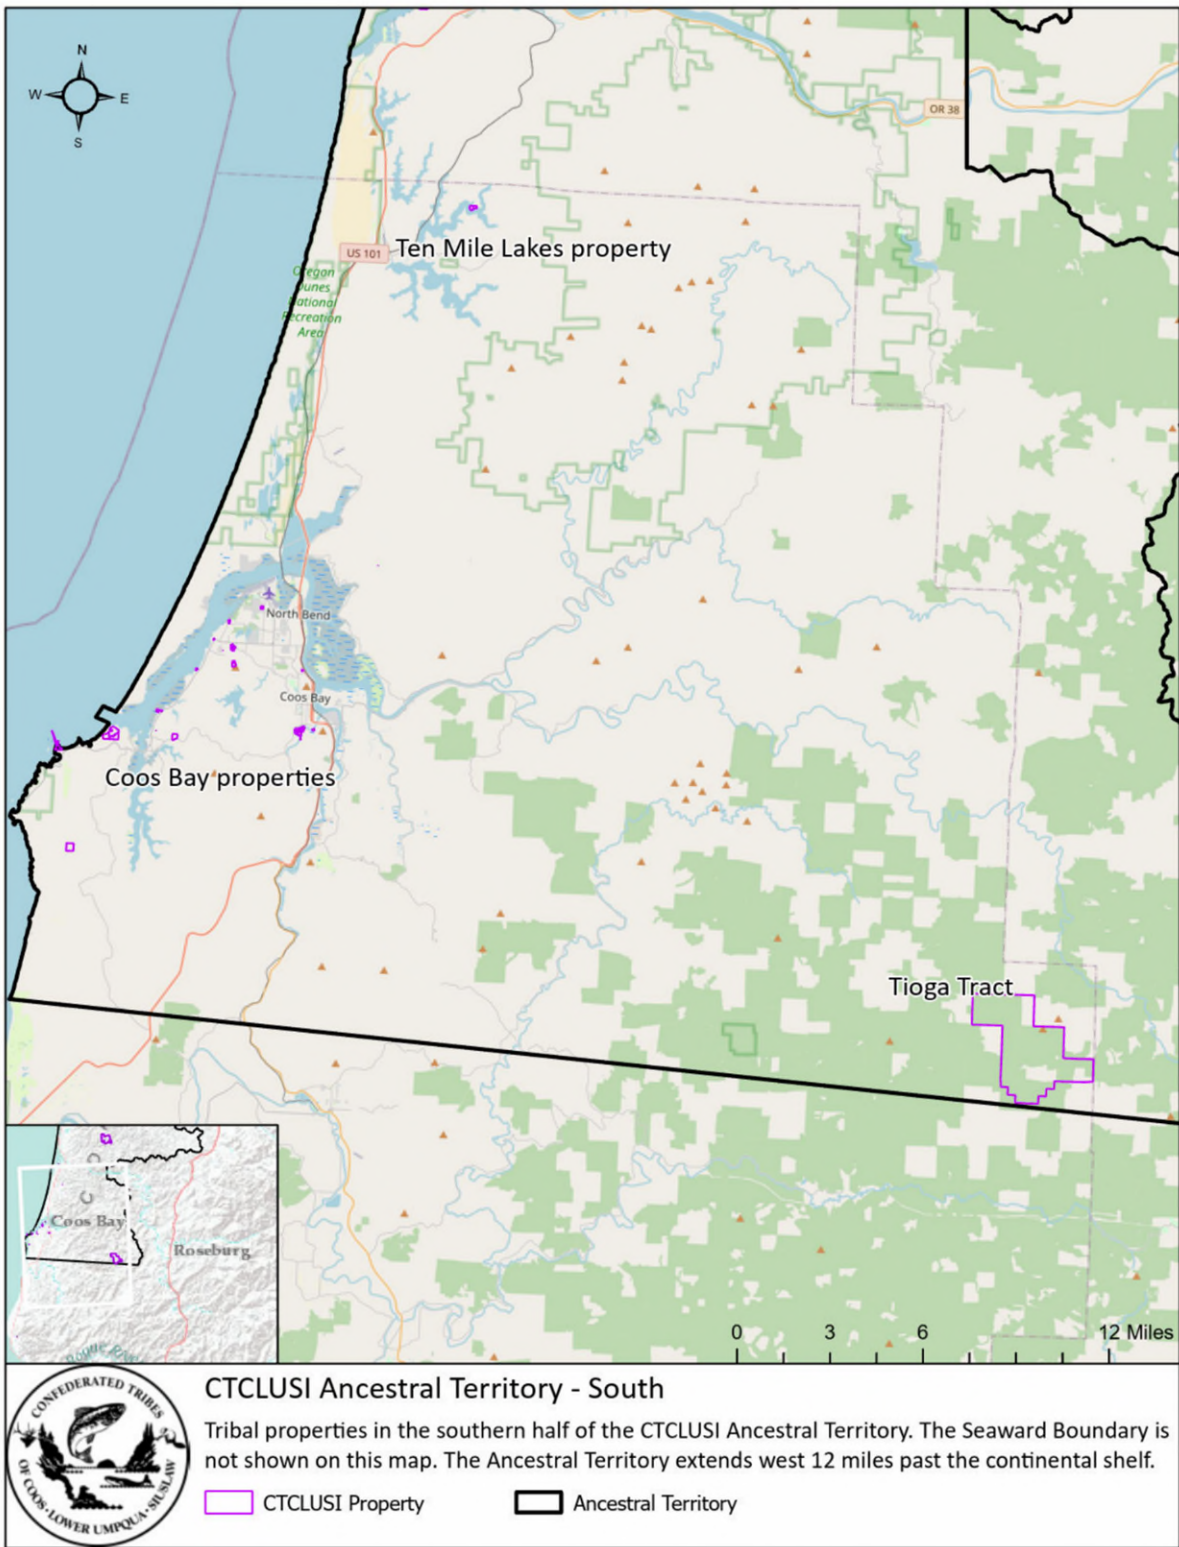 N
W
E
S
OR 38
Ten Mile Lakes property
US 101
Oregon
Dunes
National
Recreation
Area
North Bend
Coos Bay
Coos Bay properties
Tioga Tract
Coos Bay
Roseburg
Rogue River
0 3 6 12 Miles
CONFEDERATED TRIBES
OF COOS · LOWER UMPQUA · SIUSLAW
CTCLUSI Ancestral Territory - South
Tribal properties in the southern half of the CTCLUSI Ancestral Territory. The Seaward Boundary is
not shown on this map. The Ancestral Territory extends west 12 miles past the continental shelf.
CTCLUSI Property
Ancestral Territory